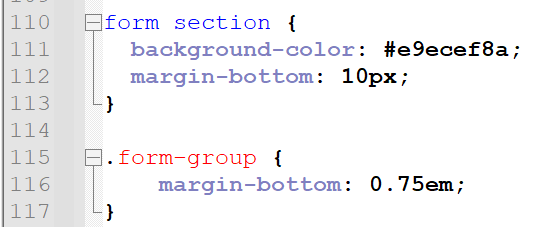 110 form section {
111 background-color: #e9ecef8a;
112 margin-bottom: 10px;
113 }
114
115 .form-group {
116 margin-bottom: 0.75em;
117 }